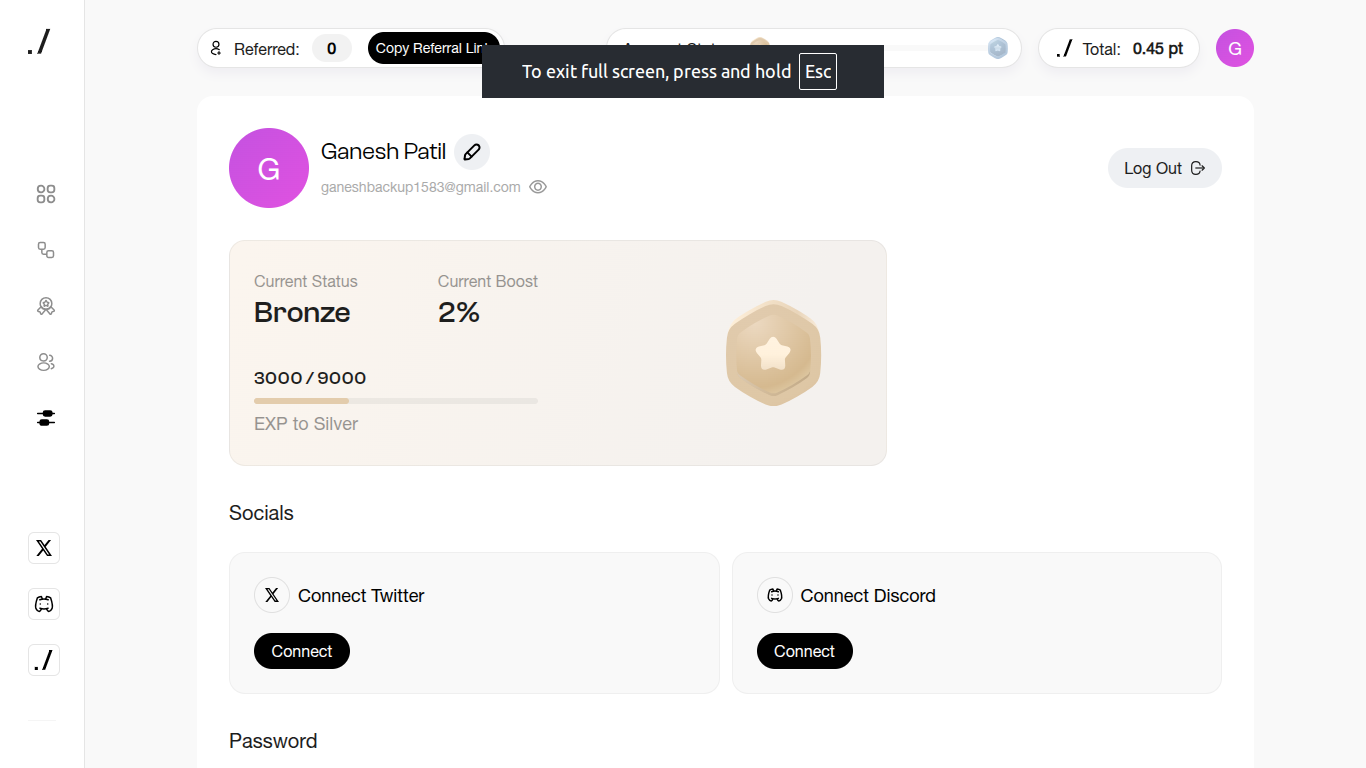 Referred: 0 Copy Referral Lin
Total: 0.45 pt
G
To exit full screen, press and hold Esc
G
Ganesh Patil
ganeshbackup1583@gmail.com
Log Out
Current Status
Current Boost
Bronze
2%
3000/9000
EXP to Silver
Socials
Connect Twitter
Connect Discord
Connect
Connect
Password